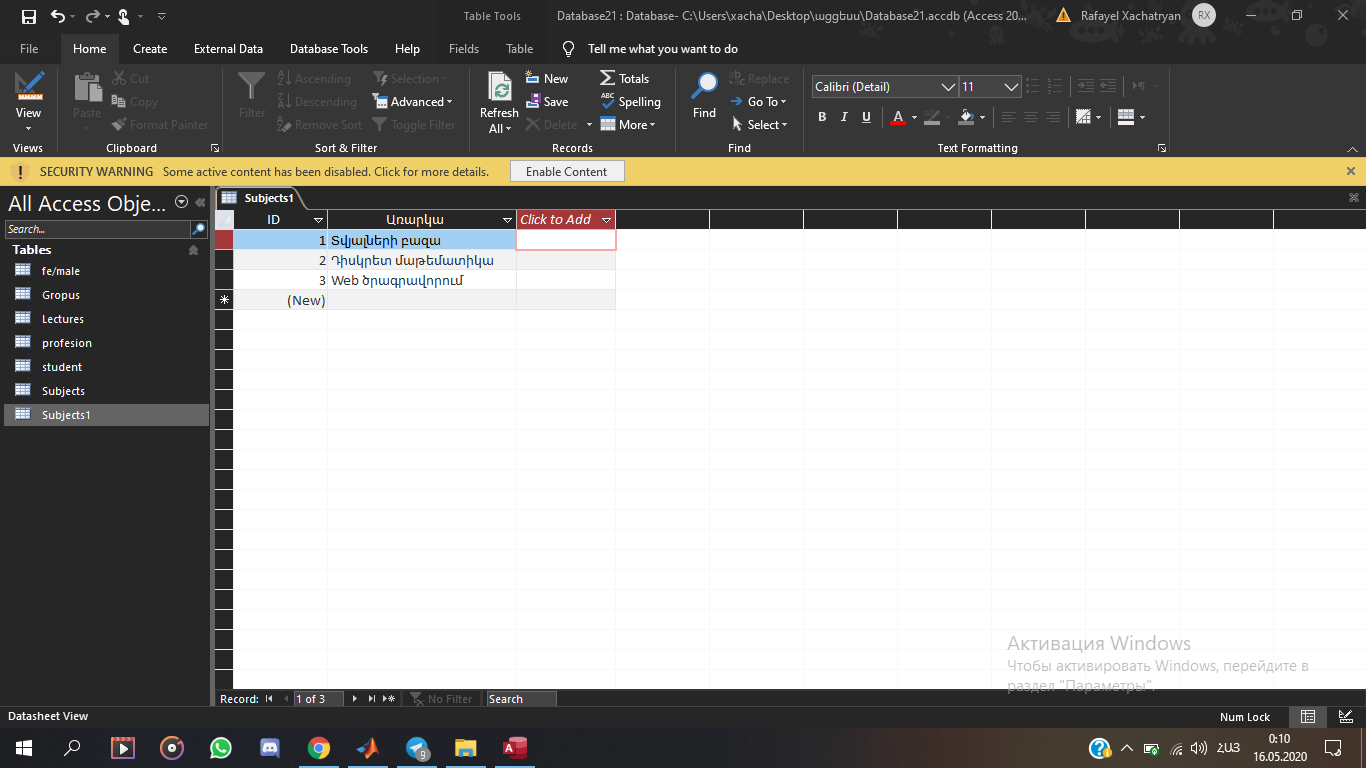 Table Tools
Database21 : Database- C:\Users\xacha\Desktop\աջջենս\Database21.accdb (Access 20...
Rafayel Xachatryan
RX
File Home Create External Data Database Tools Help Fields Table Tell me what you want to do
View
Views
Paste
Cut
Copy
Format Painter
Clipboard
Filter
Ascending
Descending
Remove Sort
Selection
Advanced
Toggle Filter
Sort & Filter
Refresh
All
New
Save
Delete
Totals
Spelling
More
Records
Find
Replace
Go To
Select
Find
Calibri (Detail)
11
B I U A
Text Formatting
SECURITY WARNING Some active content has been disabled. Click for more details. Enable Content
All Access Obje...
Search...
Tables
fe/male
Gropus
Lectures
profesion
student
Subjects
Subjects1
Subjects1
ID Առարկա Click to Add
1 Տվյալների բազա
2 Դիսկրետ մաթեմատիկա
3 Web ծրագրավորում
(New)
Активация Windows
Чтобы активировать Windows, перейдите в
раздел "Параметры".
Record: 1 of 3 No Filter Search
Datasheet View
Num Lock
9
ՀԱՅ
0:10
16.05.2020